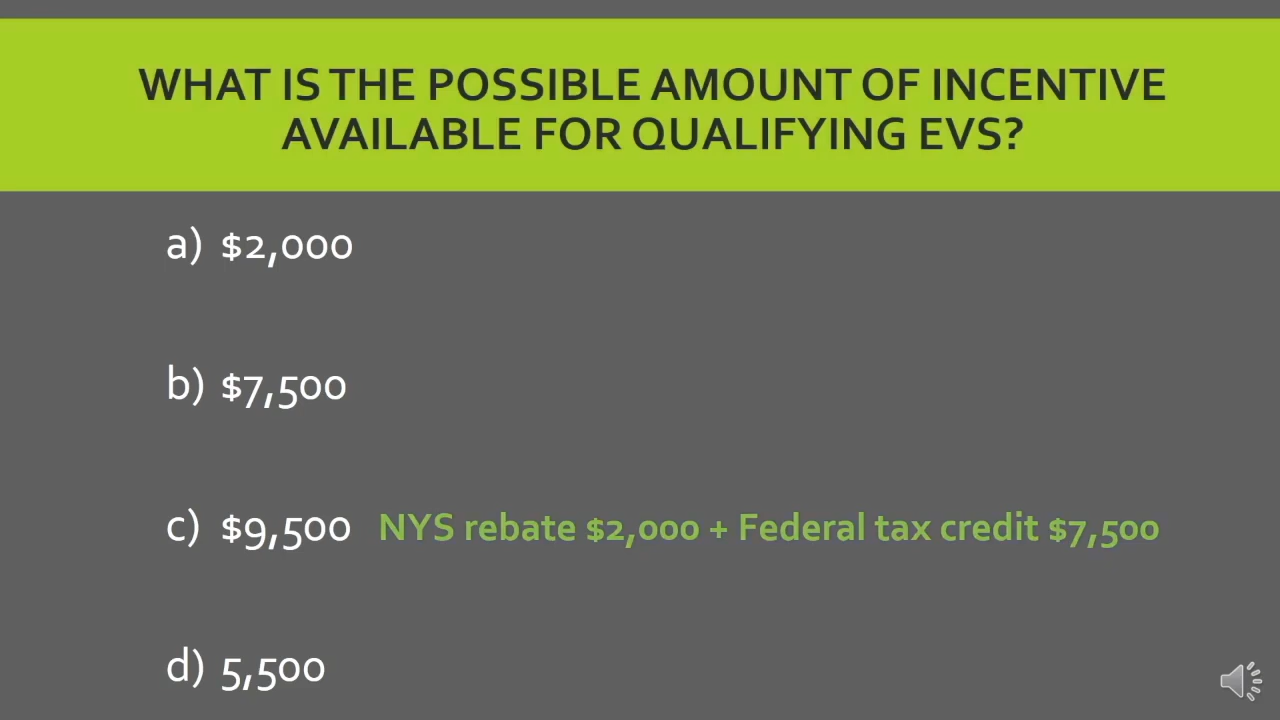 WHAT IS THE POSSIBLE AMOUNT OF INCENTIVE
AVAILABLE FOR QUALIFYING EVS?
a) $2,000
b) $7,500
c) $9,500 NYS rebate $2,000 + Federal tax credit $7,500
d) 5,500